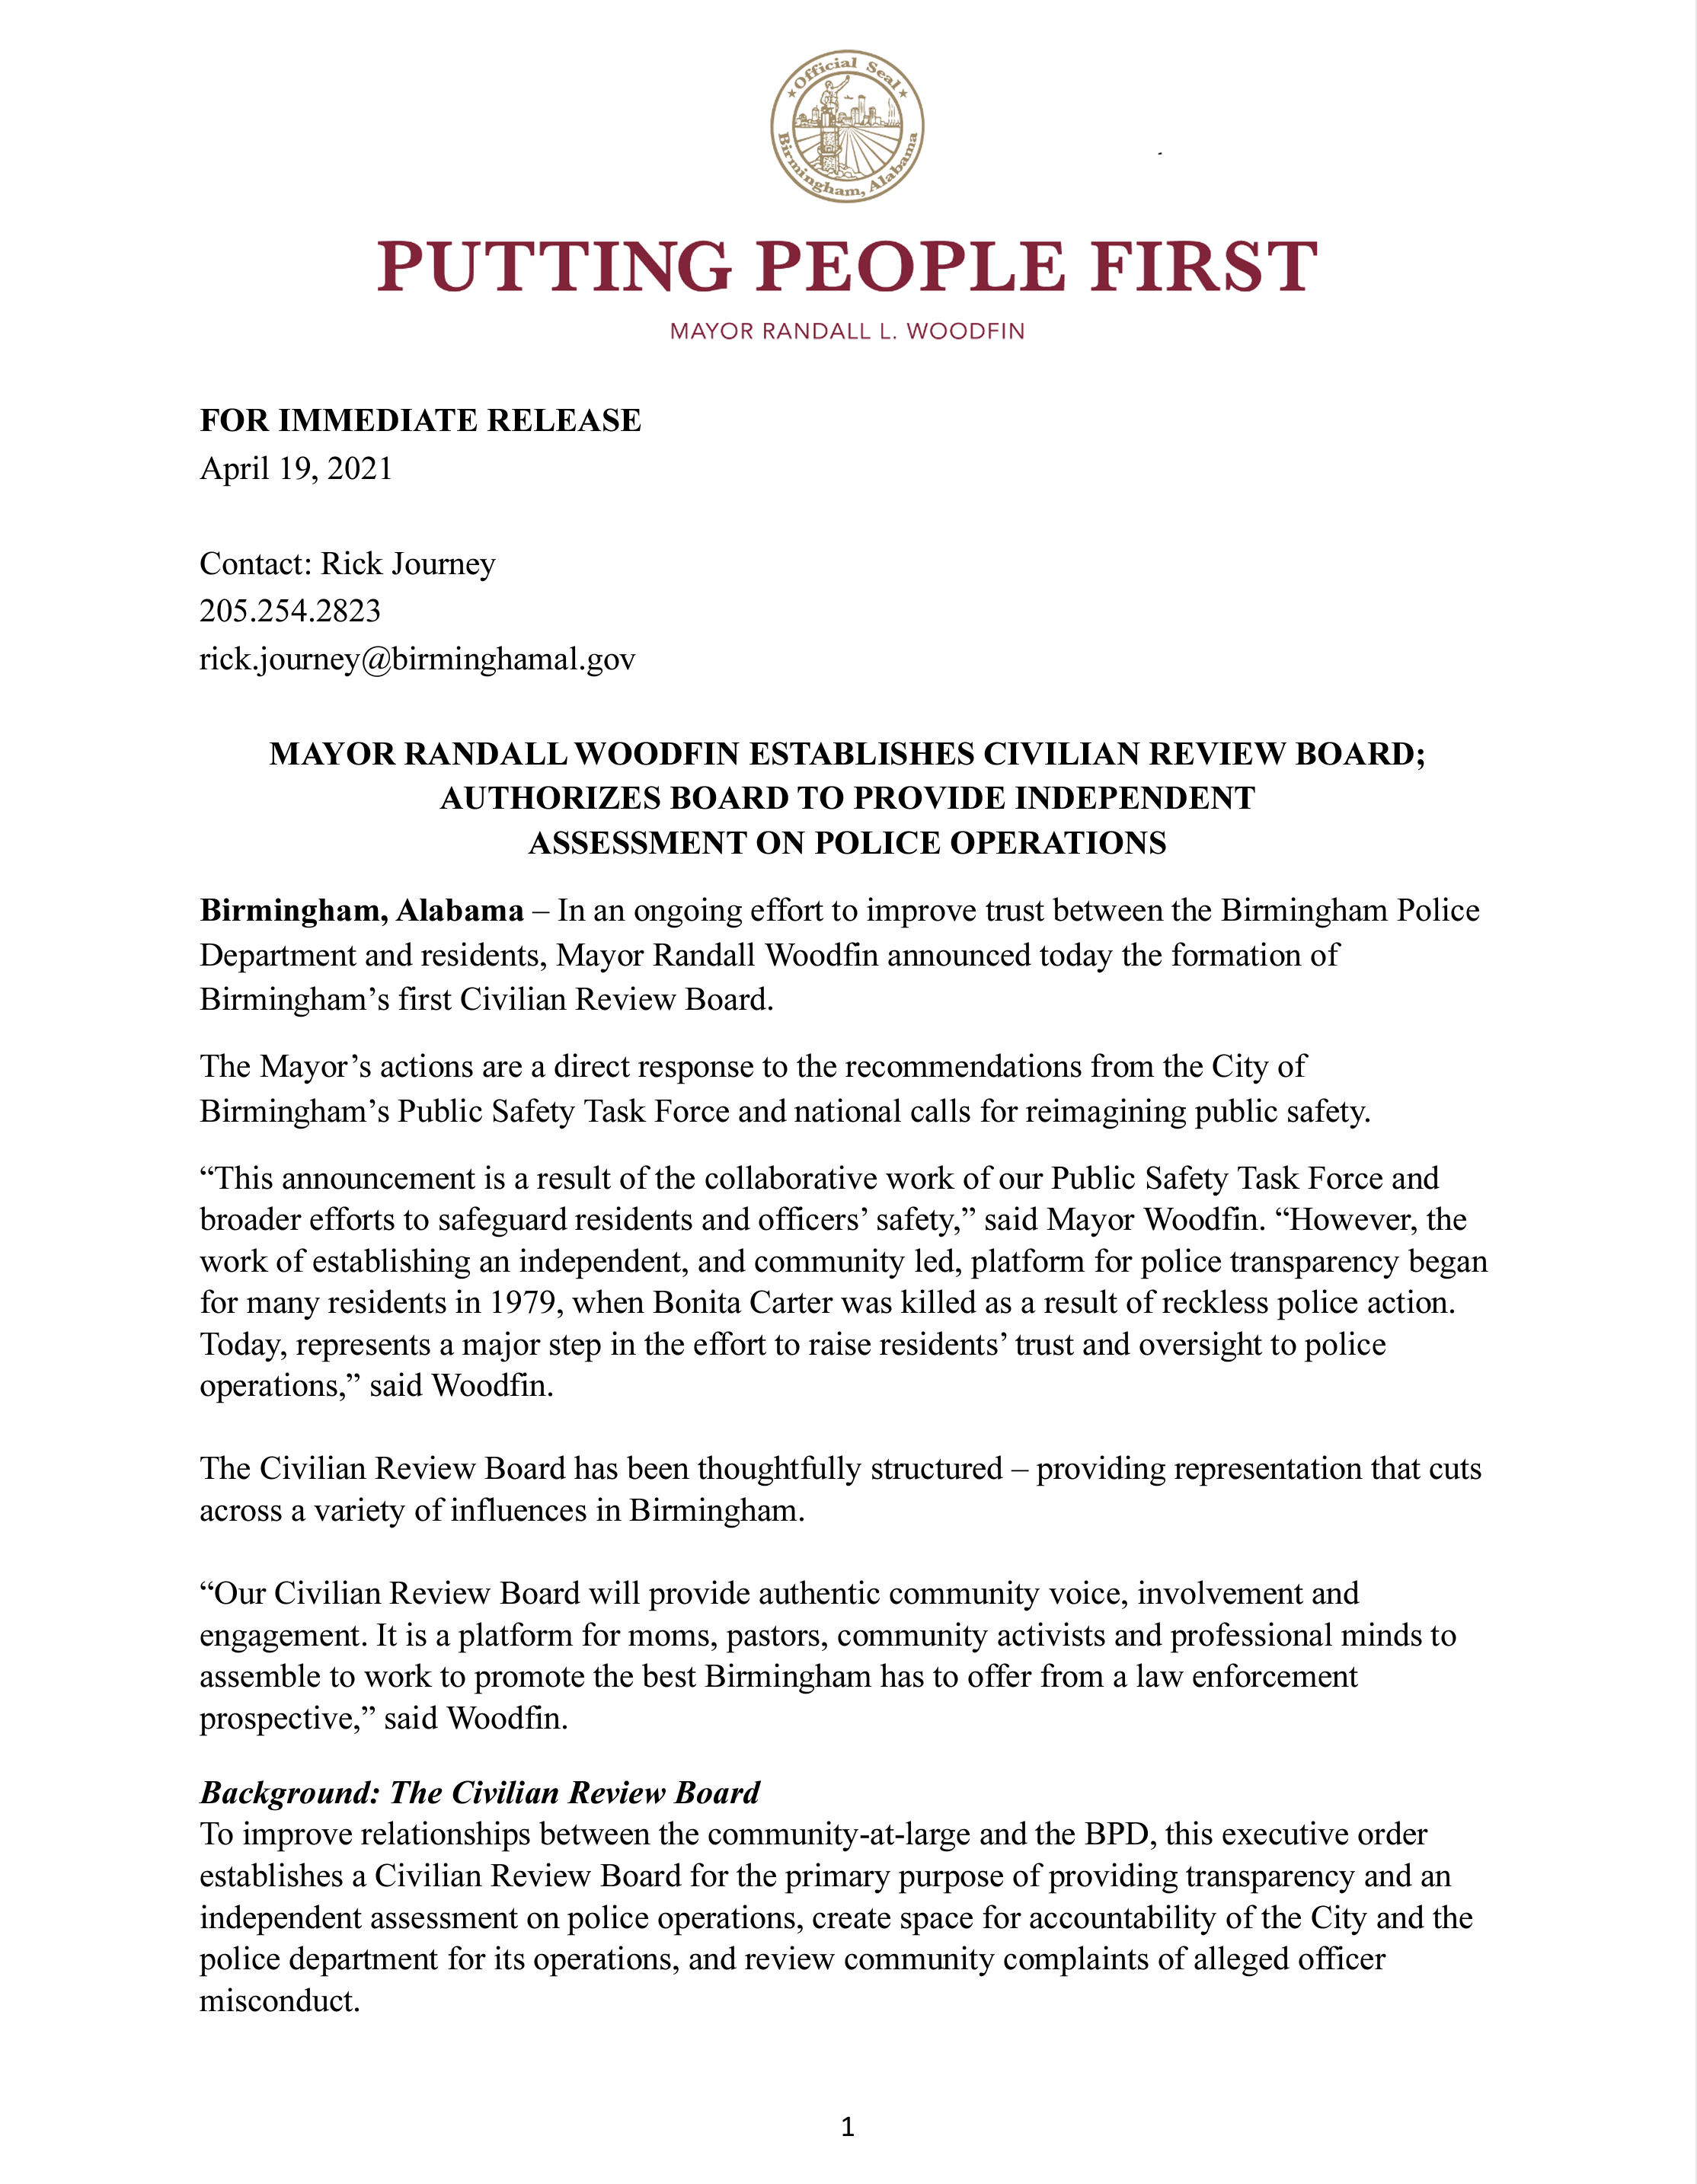 Official Seal
Birmingham, Alabama
PUTTING PEOPLE FIRST
MAYOR RANDALL L. WOODFIN
FOR IMMEDIATE RELEASE
April 19, 2021
Contact: Rick Journey
205.254.2823
rick.journey@birminghamal.gov
MAYOR RANDALL WOODFIN ESTABLISHES CIVILIAN REVIEW BOARD;
AUTHORIZES BOARD TO PROVIDE INDEPENDENT
ASSESSMENT ON POLICE OPERATIONS
Birmingham, Alabama – In an ongoing effort to improve trust between the Birmingham Police
Department and residents, Mayor Randall Woodfin announced today the formation of
Birmingham’s first Civilian Review Board.
The Mayor’s actions are a direct response to the recommendations from the City of
Birmingham’s Public Safety Task Force and national calls for reimagining public safety.
“This announcement is a result of the collaborative work of our Public Safety Task Force and
broader efforts to safeguard residents and officers’ safety,” said Mayor Woodfin. “However, the
work of establishing an independent, and community led, platform for police transparency began
for many residents in 1979, when Bonita Carter was killed as a result of reckless police action.
Today, represents a major step in the effort to raise residents’ trust and oversight to police
operations,” said Woodfin.
The Civilian Review Board has been thoughtfully structured – providing representation that cuts
across a variety of influences in Birmingham.
“Our Civilian Review Board will provide authentic community voice, involvement and
engagement. It is a platform for moms, pastors, community activists and professional minds to
assemble to work to promote the best Birmingham has to offer from a law enforcement
prospective,” said Woodfin.
Background: The Civilian Review Board
To improve relationships between the community-at-large and the BPD, this executive order
establishes a Civilian Review Board for the primary purpose of providing transparency and an
independent assessment on police operations, create space for accountability of the City and the
police department for its operations, and review community complaints of alleged officer
misconduct.
1